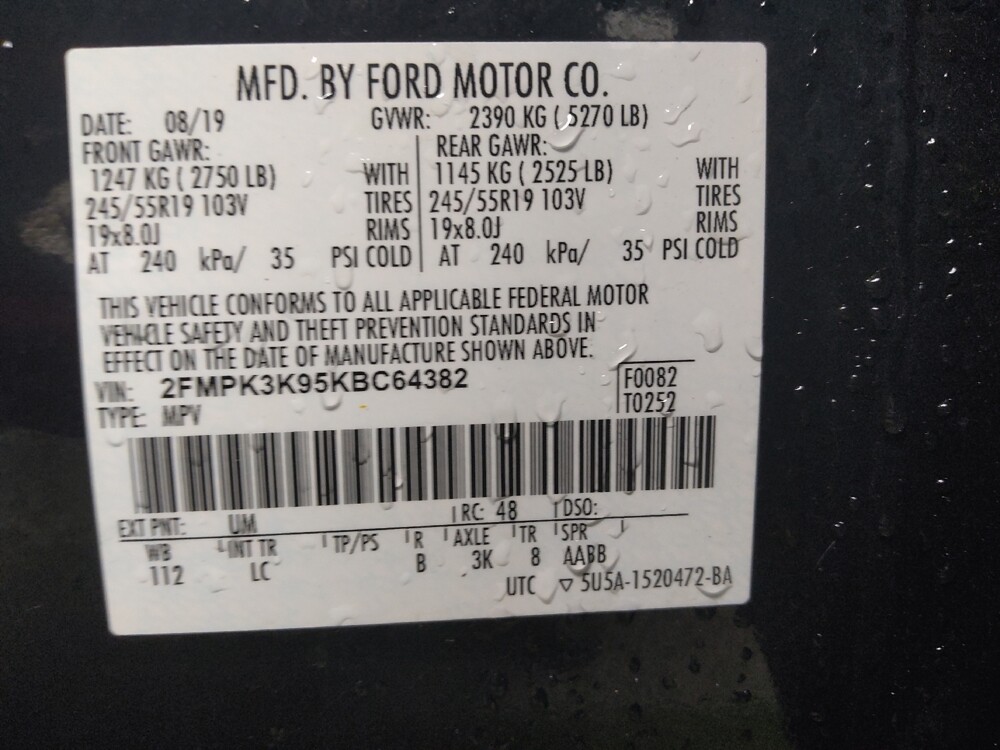 MFD. BY FORD MOTOR CO.
DATE: 08/19 GVWR: 2390 KG ( 5270 LB)
FRONT GAWR: REAR GAWR:
1247 KG ( 2750 LB) WITH 1145 KG ( 2525 LB) WITH
245/55R19 103V TIRES 245/55R19 103V TIRES
19x8.0J RIMS 19x8.0J RIMS
AT 240 kPa/ 35 PSI COLD AT 240 kPa/ 35 PSI COLD
THIS VEHICLE CONFORMS TO ALL APPLICABLE FEDERAL MOTOR
VEHICLE SAFETY AND THEFT PREVENTION STANDARDS IN
EFFECT ON THE DATE OF MANUFACTURE SHOWN ABOVE.
VIN: 2FMPK3K95KBC64382 F0082
TYPE: MPV T0252
EXT PNT: UM RC: 48 DSO:
WB INT TR TP/PS R AXLE TR SPR
112 LC B 3K 8 AABB
UTC ▽ 5U5A-1520472-BA